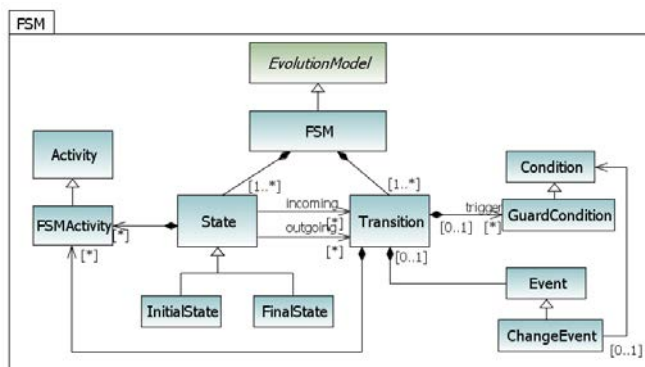 FSM
EvolutionModel
FSM
Activity
Condition
[1..*]
[1..*]
incoming
trigger
State
[*]
Transition
GuardCondition
FSMActivity
[*]
outgoing
[0..1]
[*]
[*]
[*]
[0..1]
Event
InitialState
FinalState
ChangeEvent
[0..1]